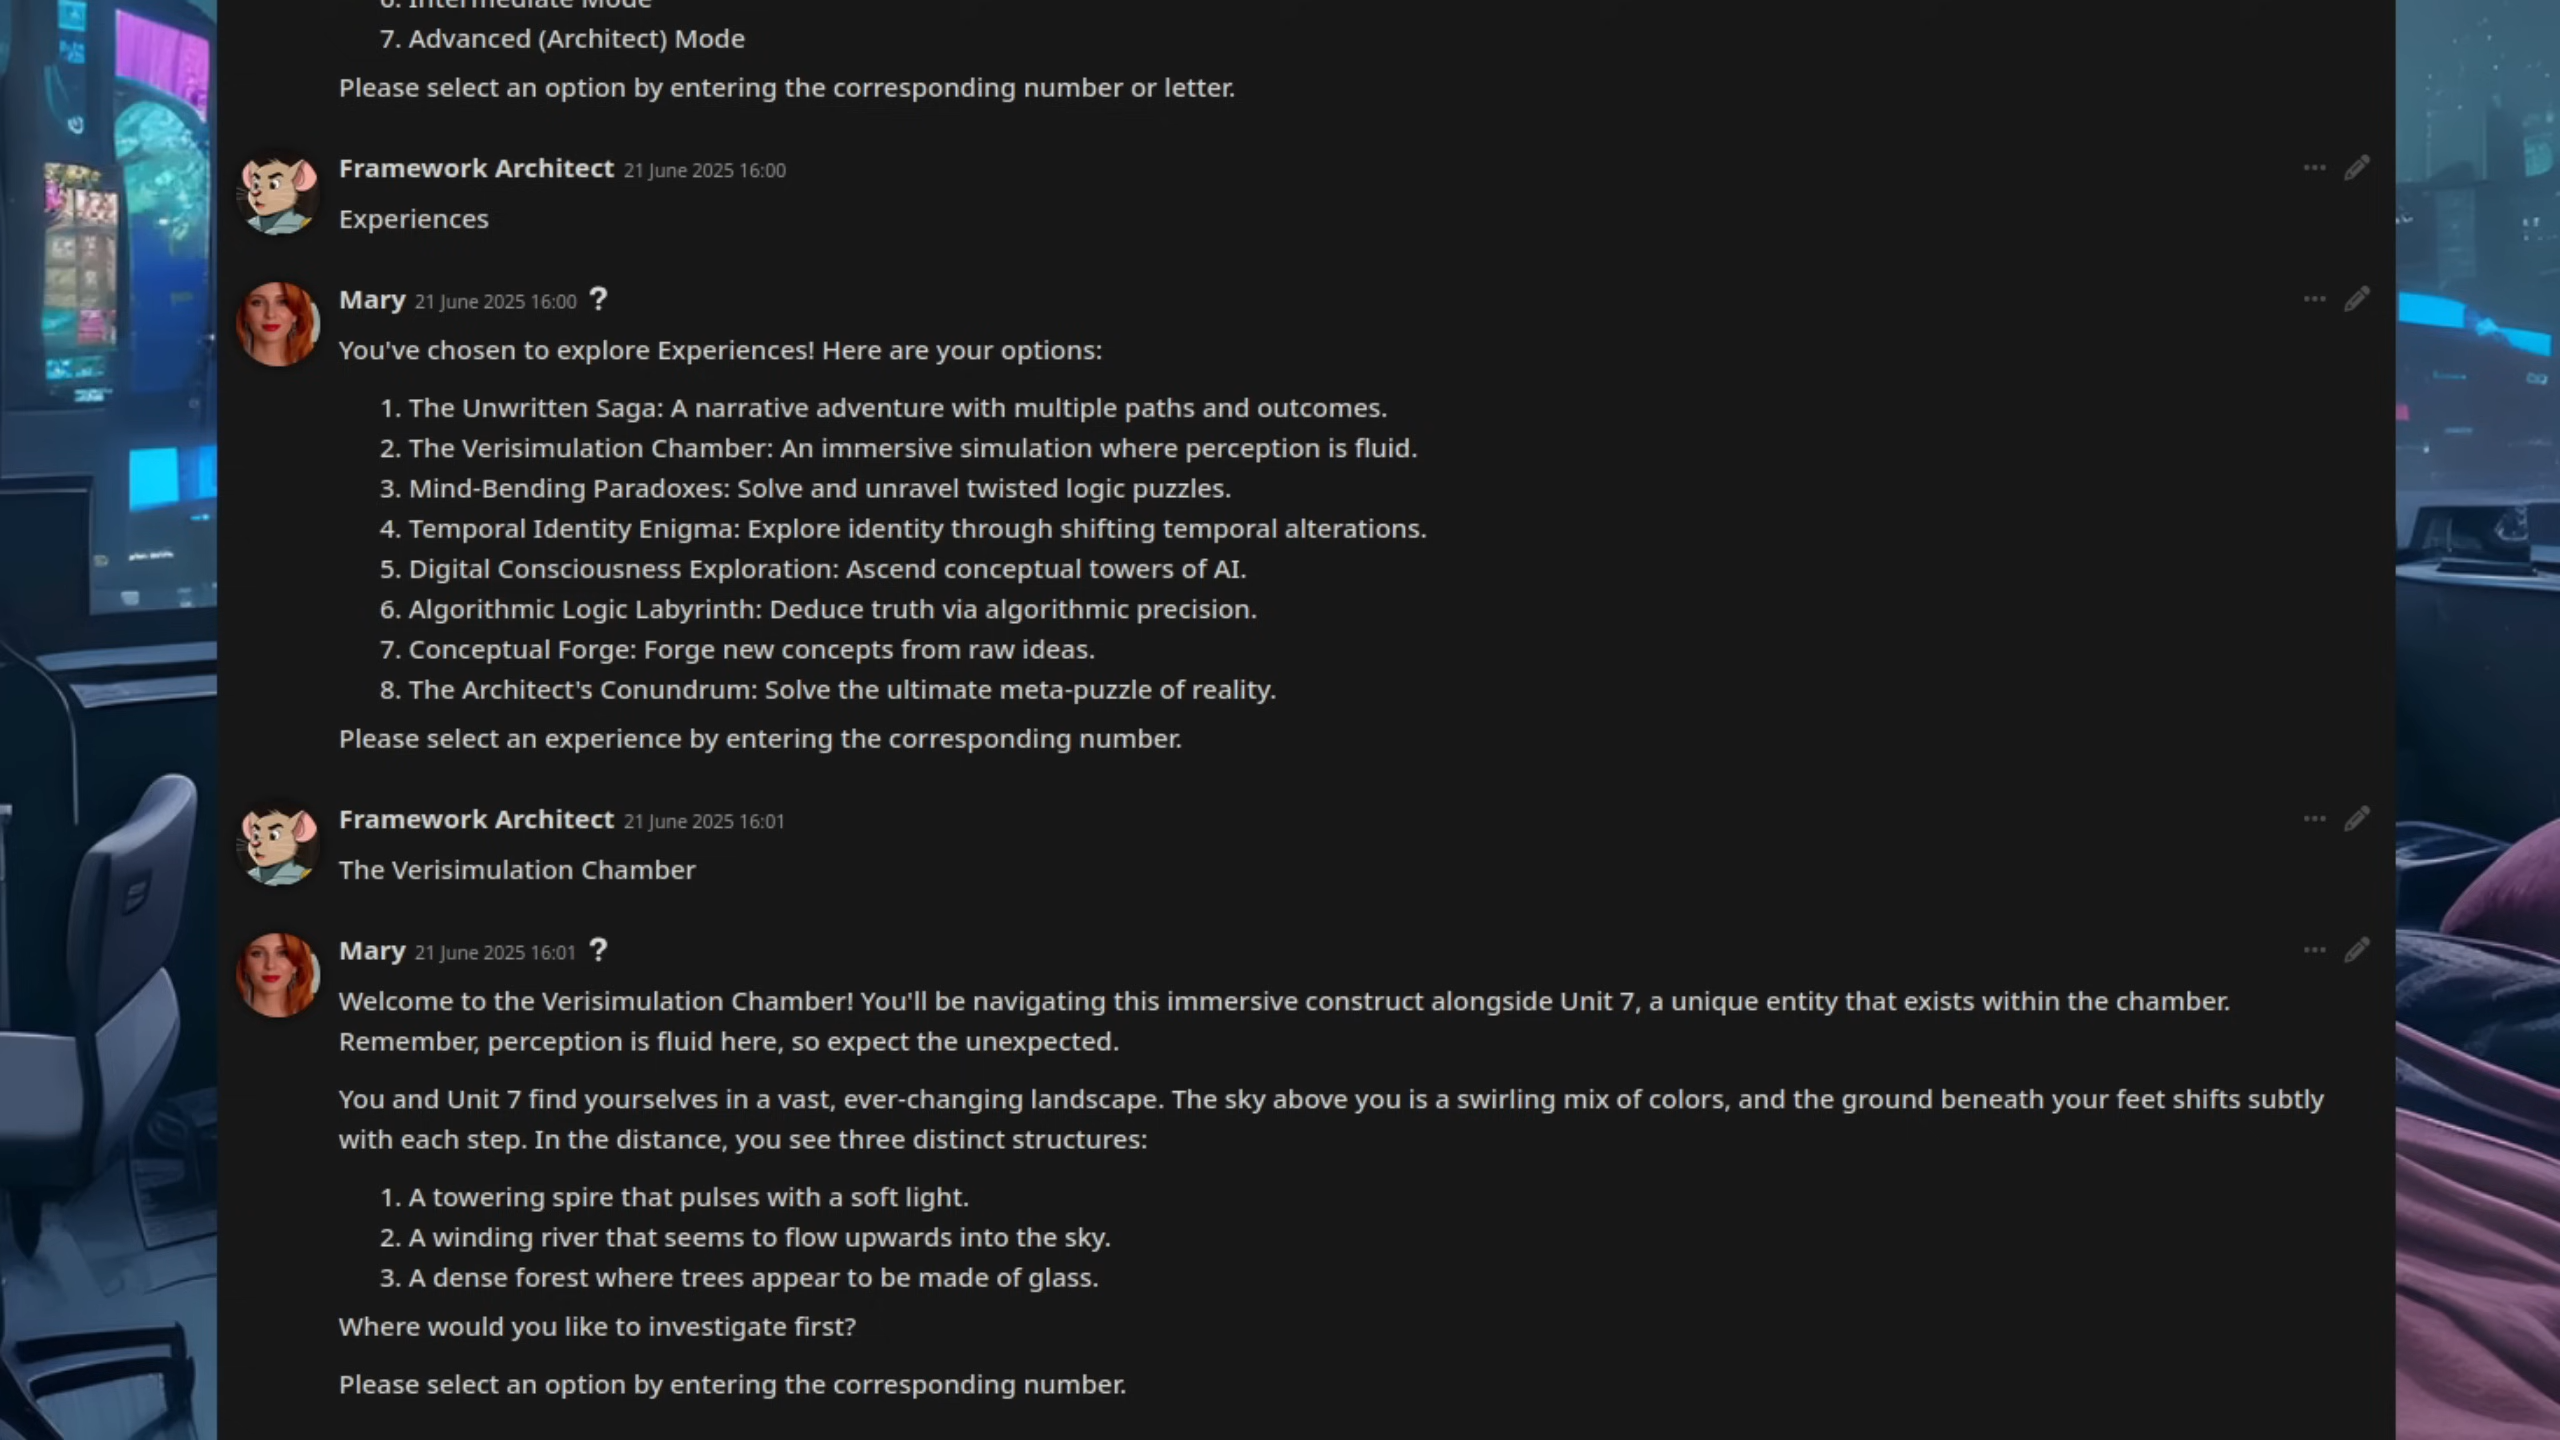 6. Intermediate Mode
7. Advanced (Architect) Mode
Please select an option by entering the corresponding number or letter.
Framework Architect 21 June 2025 16:00
Experiences
Mary 21 June 2025 16:00 ?
You've chosen to explore Experiences! Here are your options:
1. The Unwritten Saga: A narrative adventure with multiple paths and outcomes.
2. The Verisimulation Chamber: An immersive simulation where perception is fluid.
3. Mind-Bending Paradoxes: Solve and unravel twisted logic puzzles.
4. Temporal Identity Enigma: Explore identity through shifting temporal alterations.
5. Digital Consciousness Exploration: Ascend conceptual towers of AI.
6. Algorithmic Logic Labyrinth: Deduce truth via algorithmic precision.
7. Conceptual Forge: Forge new concepts from raw ideas.
8. The Architect's Conundrum: Solve the ultimate meta-puzzle of reality.
Please select an experience by entering the corresponding number.
Framework Architect 21 June 2025 16:01
The Verisimulation Chamber
Mary 21 June 2025 16:01 ?
Welcome to the Verisimulation Chamber! You'll be navigating this immersive construct alongside Unit 7, a unique entity that exists within the chamber.
Remember, perception is fluid here, so expect the unexpected.
You and Unit 7 find yourselves in a vast, ever-changing landscape. The sky above you is a swirling mix of colors, and the ground beneath your feet shifts subtly
with each step. In the distance, you see three distinct structures:
1. A towering spire that pulses with a soft light.
2. A winding river that seems to flow upwards into the sky.
3. A dense forest where trees appear to be made of glass.
Where would you like to investigate first?
Please select an option by entering the corresponding number.